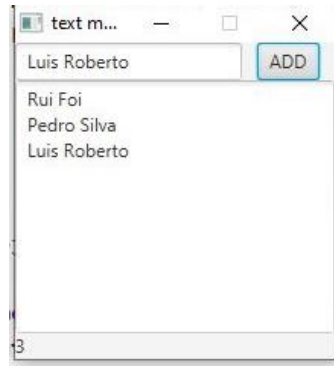 text m...
Luis Roberto
ADD
Rui Foi
Pedro Silva
Luis Roberto
3